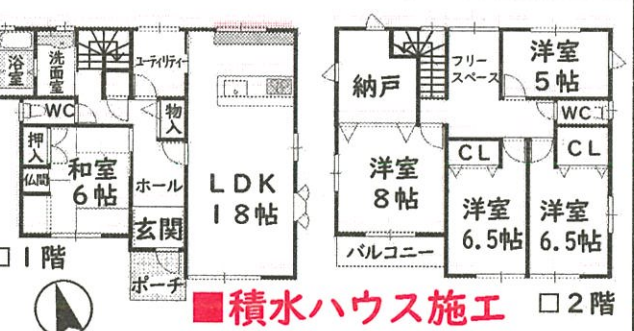 浴室
洗面室
ユーティリティー
WC
物入
押入
仏間
和室
6帖
ホール
玄関
ポーチ
LDK
18帖
□1階
納戸
フリー
スペース
洋室
5帖
WC
CL
CL
洋室
8帖
洋室
6.5帖
洋室
6.5帖
バルコニー
■積水ハウス施工
□2階